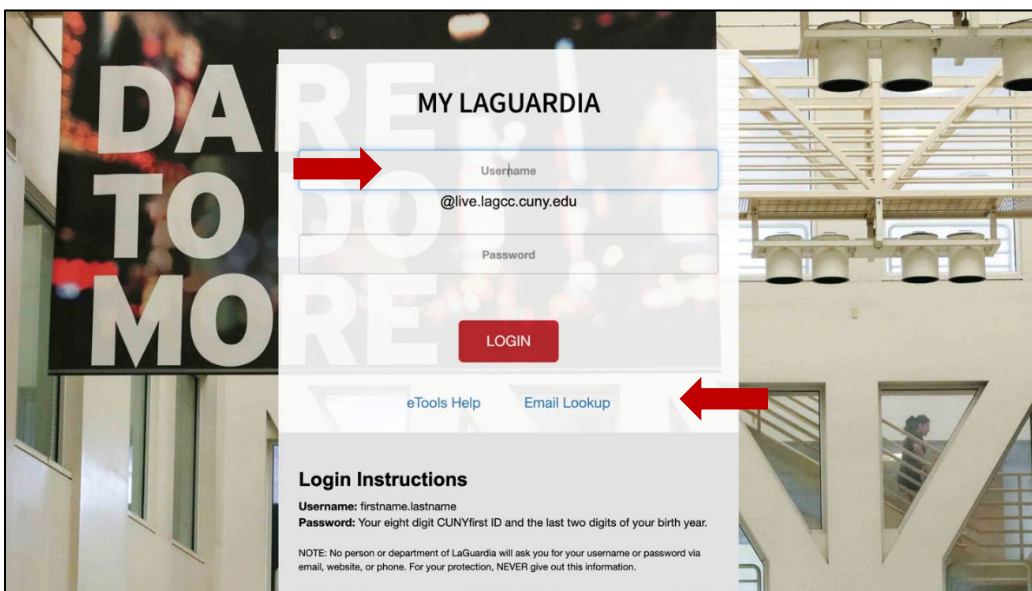 DARE
TO DO
MORE
MY LAGUARDIA
Username
@live.lagcc.cuny.edu
Password
LOGIN
eTools Help Email Lookup
Login Instructions
Username: firstname.lastname
Password: Your eight digit CUNYfirst ID and the last two digits of your birth year.
NOTE: No person or department of LaGuardia will ask you for your username or password via
email, website, or phone. For your protection, NEVER give out this information.